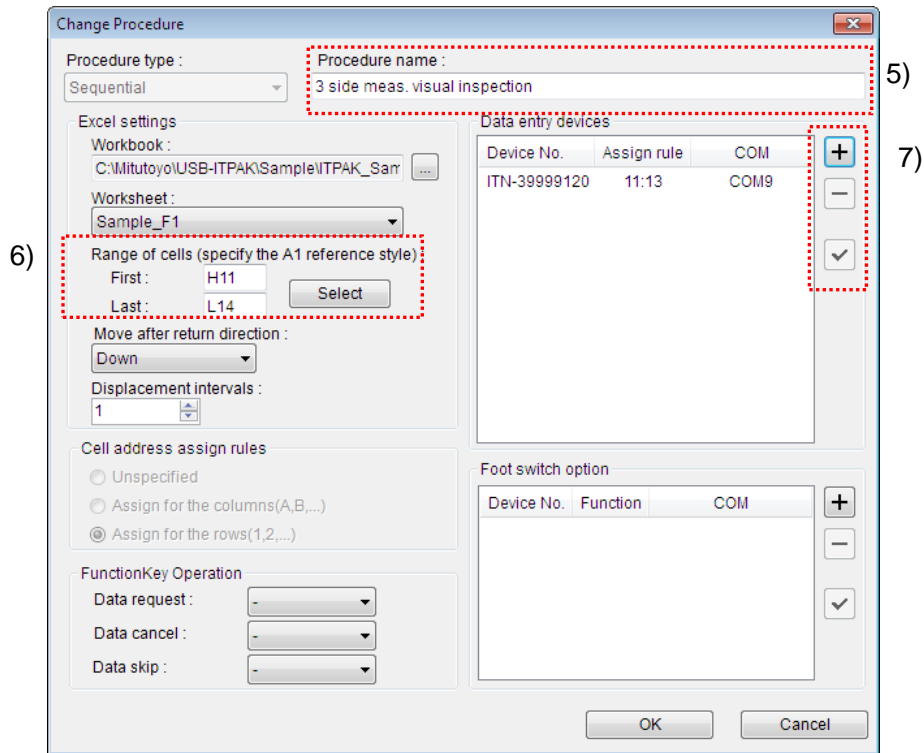 Change Procedure
Procedure type :
Sequential
Procedure name :
3 side meas. visual inspection
5)
Excel settings
Workbook :
C:\Mitutoyo\USB-ITPAK\Sample\ITPAK_Sam
...
Worksheet :
Sample_F1
6)
Range of cells (specify the A1 reference style)
First : H11
Last : L14
Select
Move after return direction :
Down
Displacement intervals :
1
Cell address assign rules
Unspecified
Assign for the columns(A,B,...)
Assign for the rows(1,2,...)
FunctionKey Operation
Data request : -
Data cancel : -
Data skip : -
Data entry devices
Device No. Assign rule COM
ITN-39999120 11:13 COM9
7)
Foot switch option
Device No. Function COM
OK Cancel